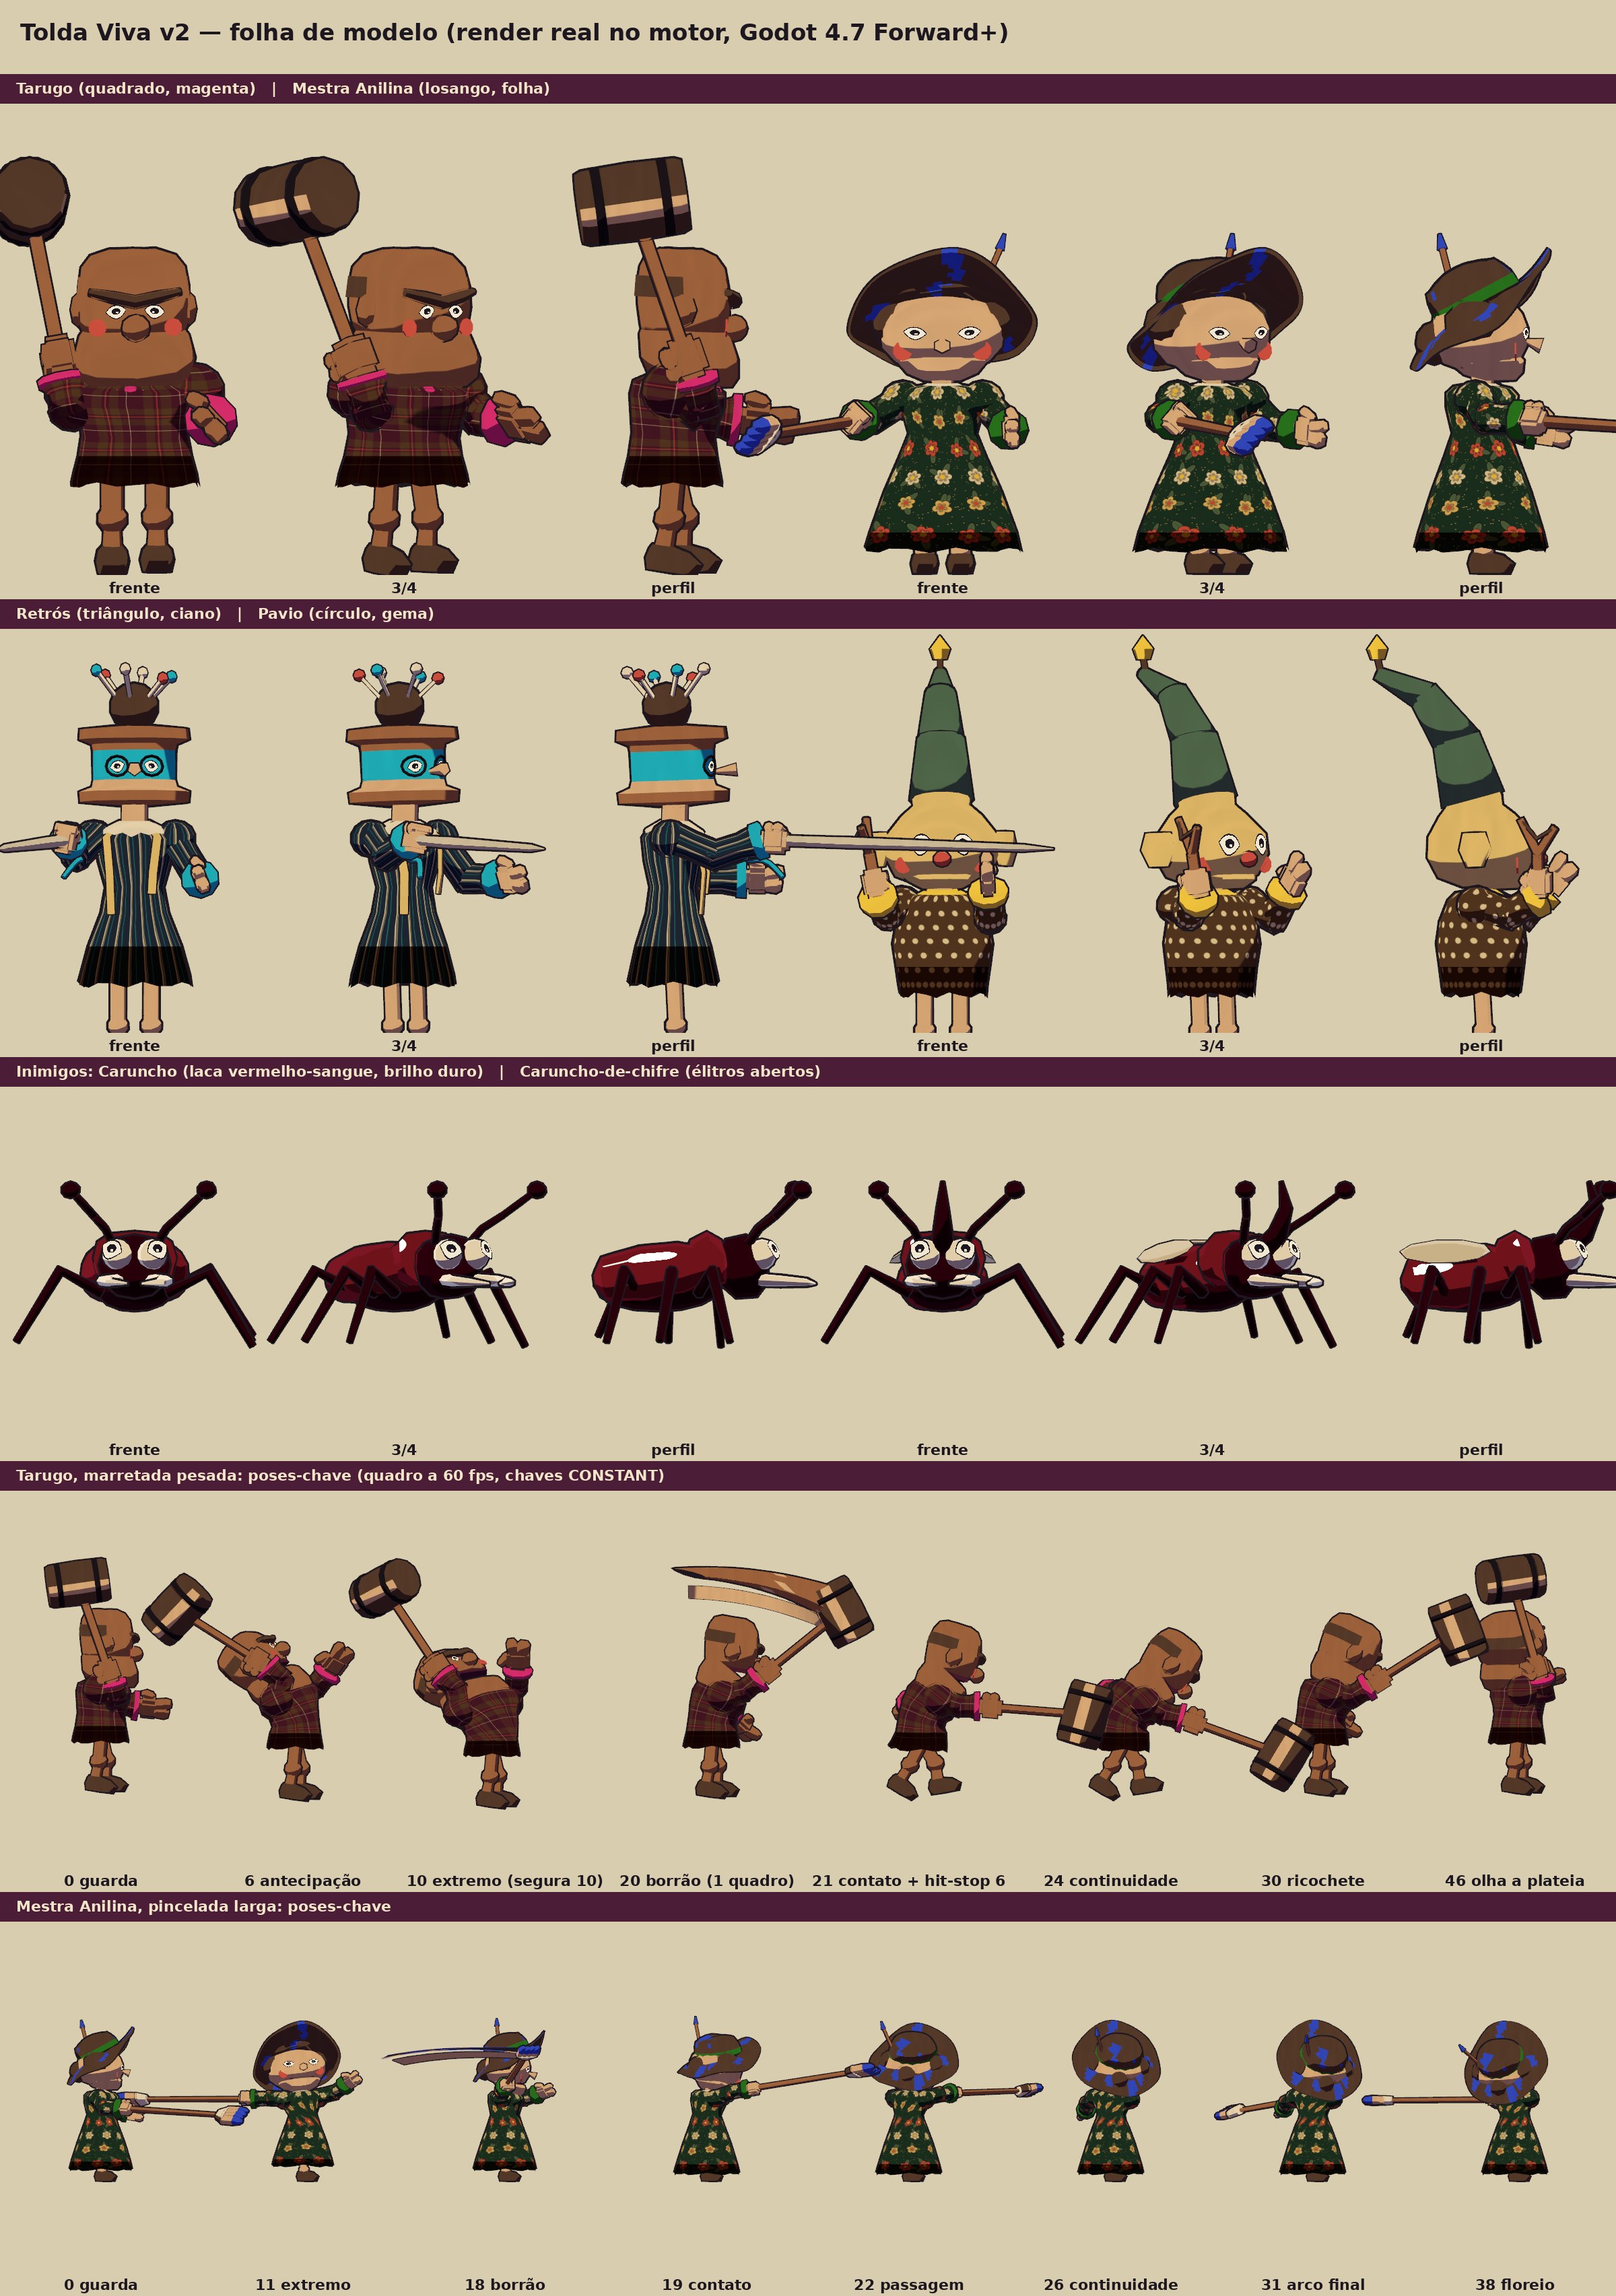 Tolda Viva v2 — folha de modelo (render real no motor, Godot 4.7 Forward+)
Tarugo (quadrado, magenta) | Mestra Anilina (losango, folha)
frente 3/4 perfil frente 3/4 perfil
Retrós (triângulo, ciano) | Pavio (círculo, gema)
frente 3/4 perfil frente 3/4 perfil
Inimigos: Caruncho (laca vermelho-sangue, brilho duro) | Caruncho-de-chifre (élitros abertos)
frente 3/4 perfil frente 3/4 perfil
Tarugo, marretada pesada: poses-chave (quadro a 60 fps, chaves CONSTANT)
0 guarda 6 antecipação 10 extremo (segura 10) 20 borrão (1 quadro) 21 contato + hit-stop 6 24 continuidade 30 ricochete 46 olha a plateia
Mestra Anilina, pincelada larga: poses-chave
0 guarda 11 extremo 18 borrão 19 contato 22 passagem 26 continuidade 31 arco final 38 floreio